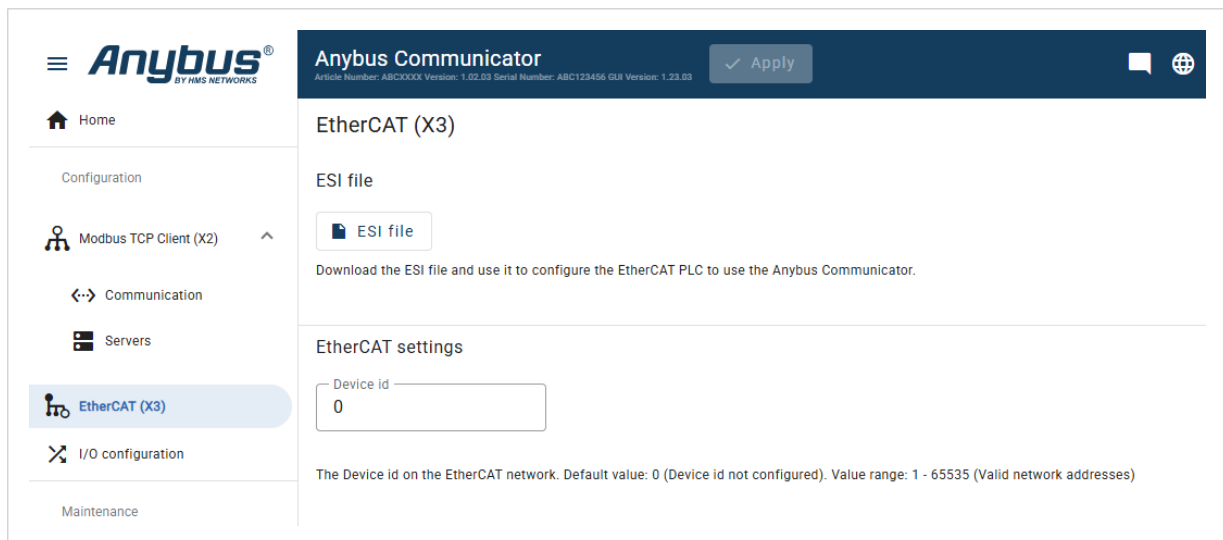 Anybus®
BY HMS NETWORKS
Anybus Communicator
Article Number: ABCXXXX Version: 1.02.03 Serial Number: ABC123456 GUI Version: 1.23.03
Apply
Home
Configuration
Modbus TCP Client (X2)
Communication
Servers
EtherCAT (X3)
I/O configuration
Maintenance
EtherCAT (X3)
ESI file
ESI file
Download the ESI file and use it to configure the EtherCAT PLC to use the Anybus Communicator.
EtherCAT settings
Device id
0
The Device id on the EtherCAT network. Default value: 0 (Device id not configured). Value range: 1 - 65535 (Valid network addresses)